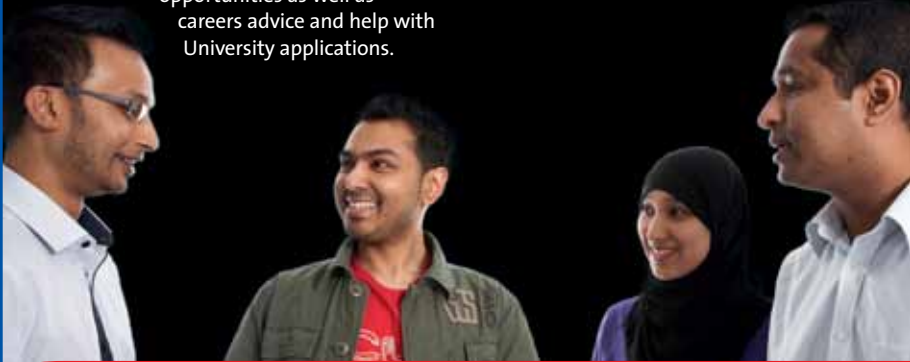 opportunities as well as
careers advice and help with
University applications.